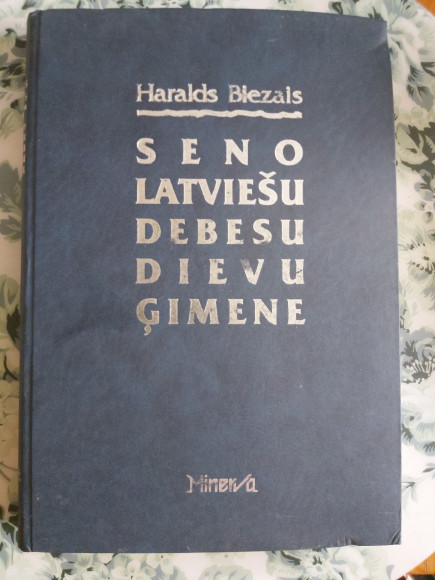 Haralds Biezais
SENO
LATVIEŠU
DEBESU
DIEVU
ĢIMENE
Minerva